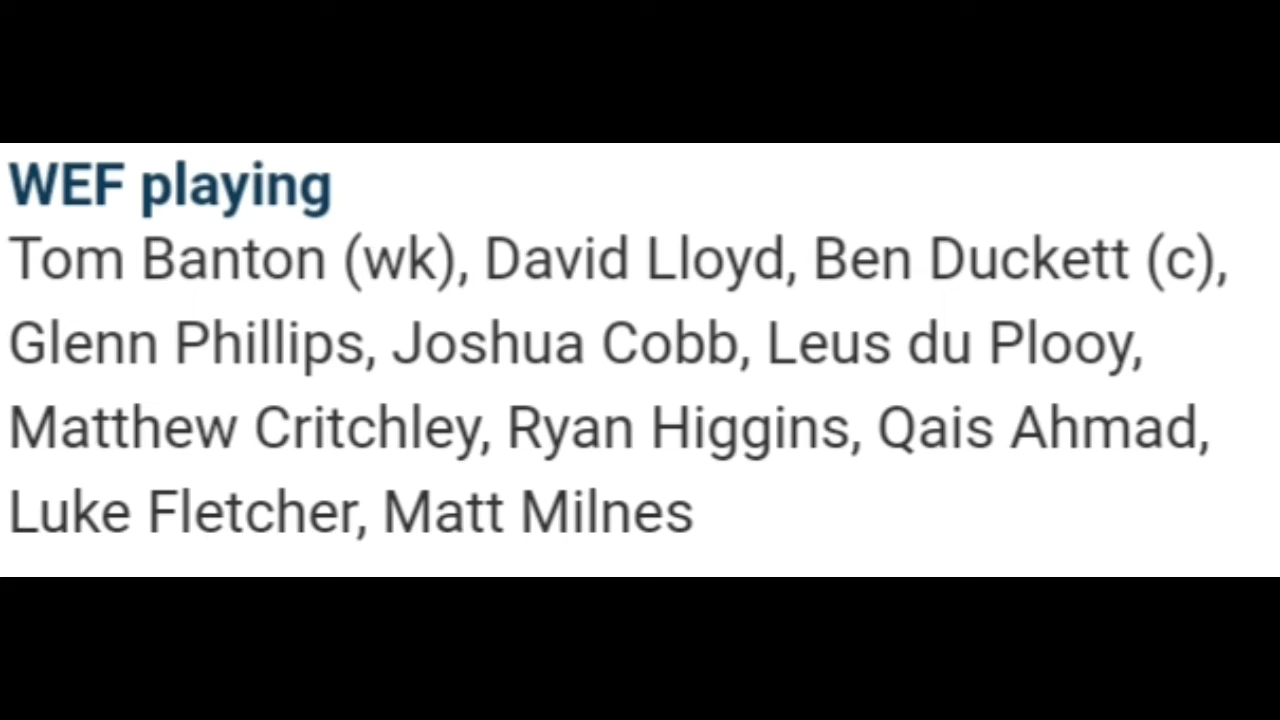 WEF playing
Tom Banton (wk), David Lloyd, Ben Duckett (c),
Glenn Phillips, Joshua Cobb, Leus du Plooy,
Matthew Critchley, Ryan Higgins, Qais Ahmad,
Luke Fletcher, Matt Milnes